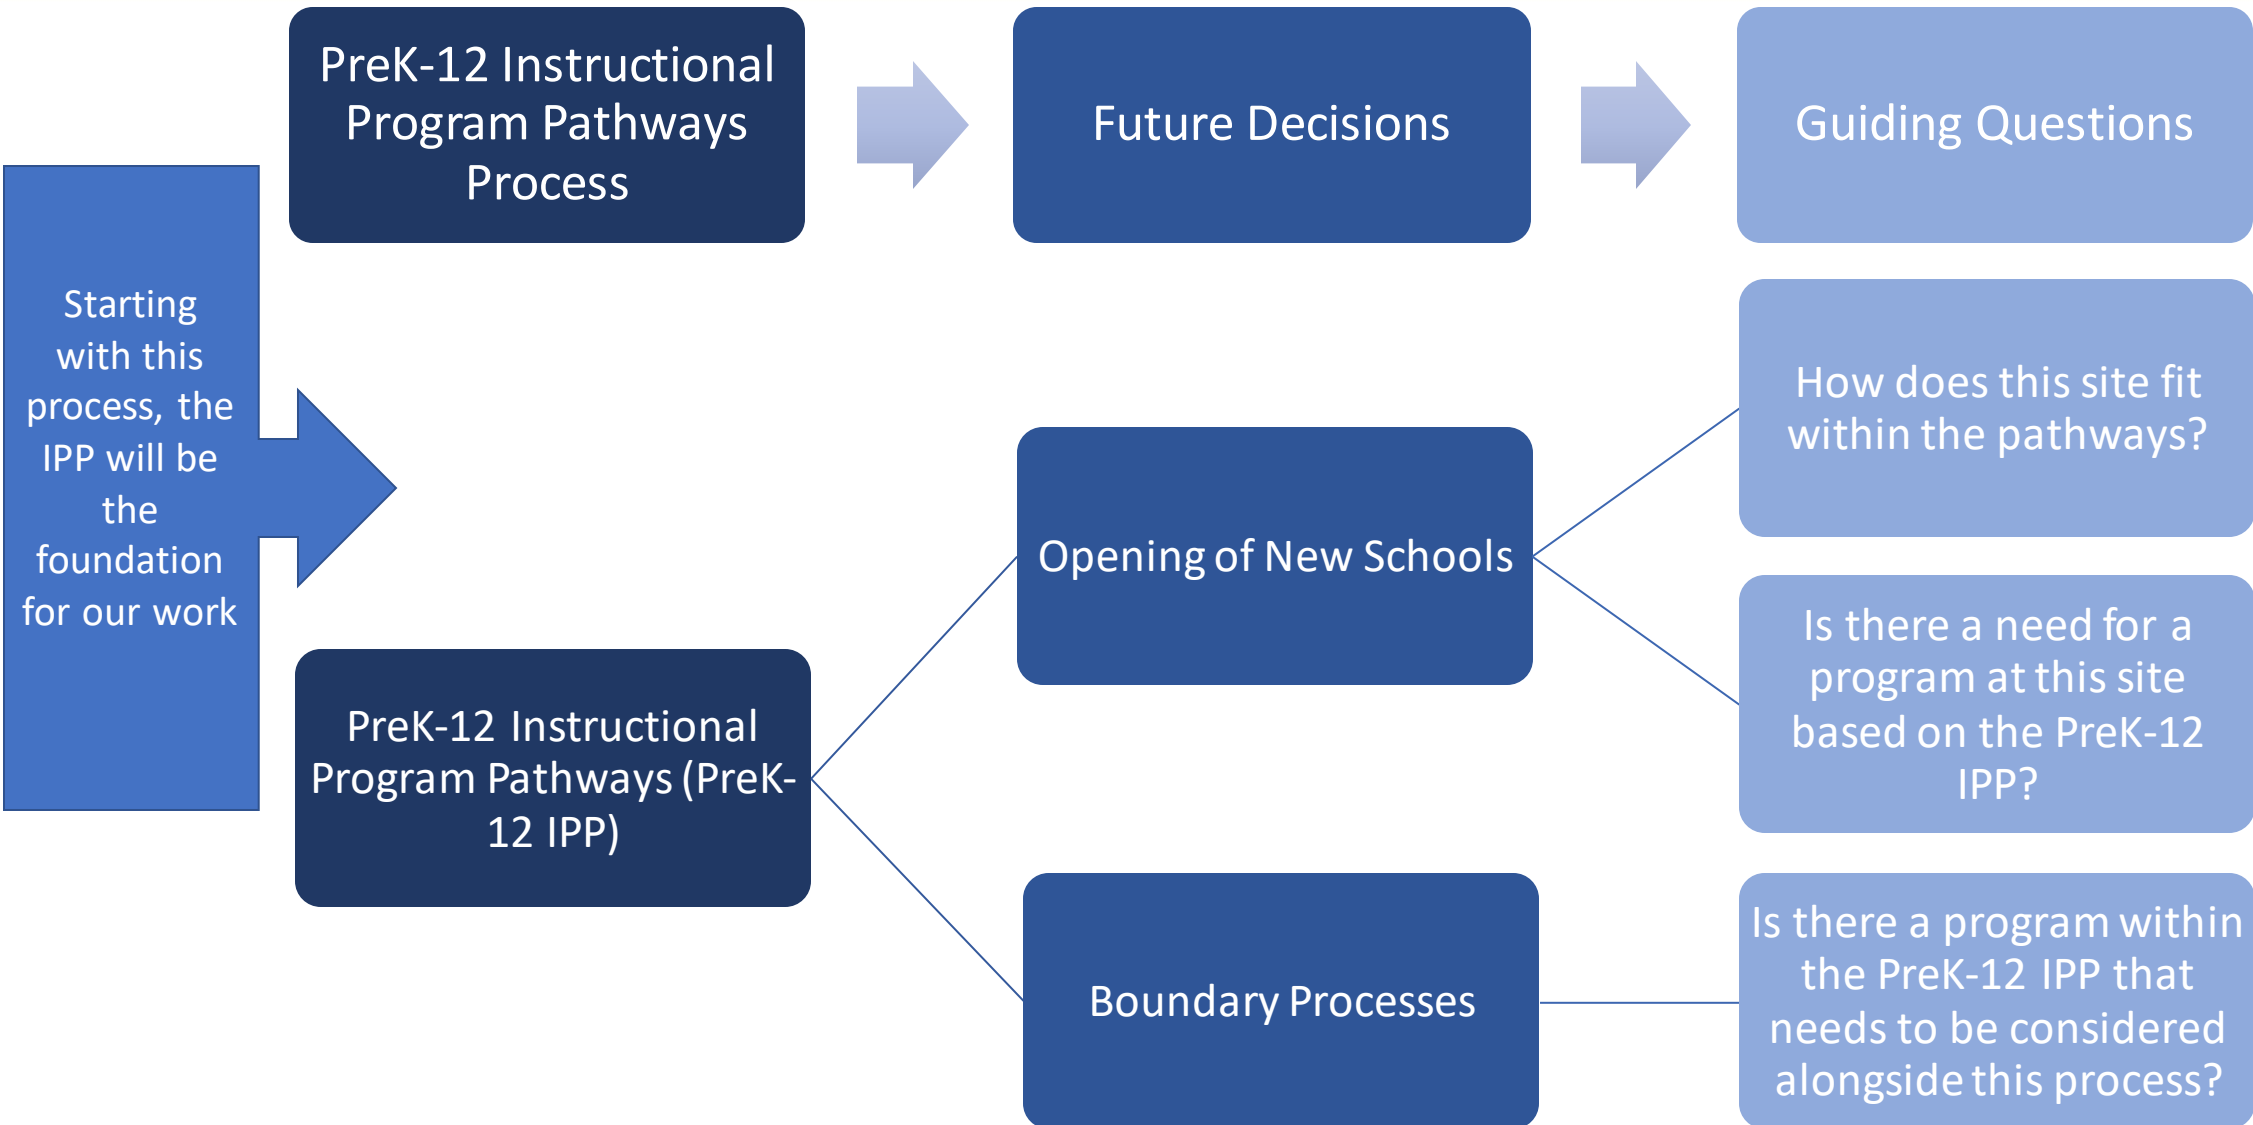 PreK-12 Instructional
Program Pathways
Process
Future Decisions
Guiding Questions
Starting
with this
process, the
IPP will be
the
foundation
for our work
PreK-12 Instructional
Program Pathways (PreK-
12 IPP)
Opening of New Schools
How does this site fit
within the pathways?
Is there a need for a
program at this site
based on the PreK-12
IPP?
Boundary Processes
Is there a program within
the PreK-12 IPP that
needs to be considered
alongside this process?